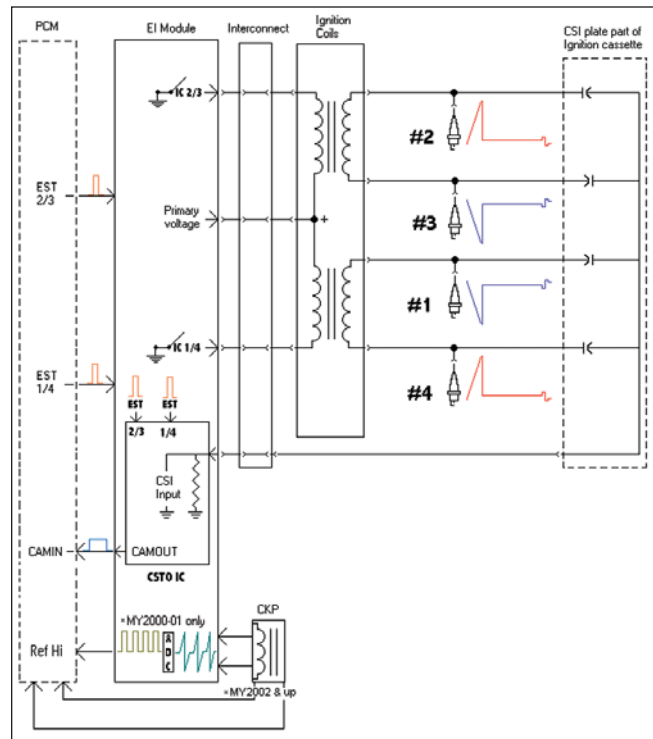 PCM
EI Module
Interconnect
Ignition
Coils
CSI plate part of
Ignition cassette
IC 2/3
#2
EST
2/3
Primary
voltage
+
#3
#1
IC 1/4
EST
1/4
#4
EST
EST
2/3
1/4
CSI
Input
CAMIN
CAMOUT
CSTO IC
*MY2000-01 only
CKP
Ref Hi
A
D
C
*MY2002 & up